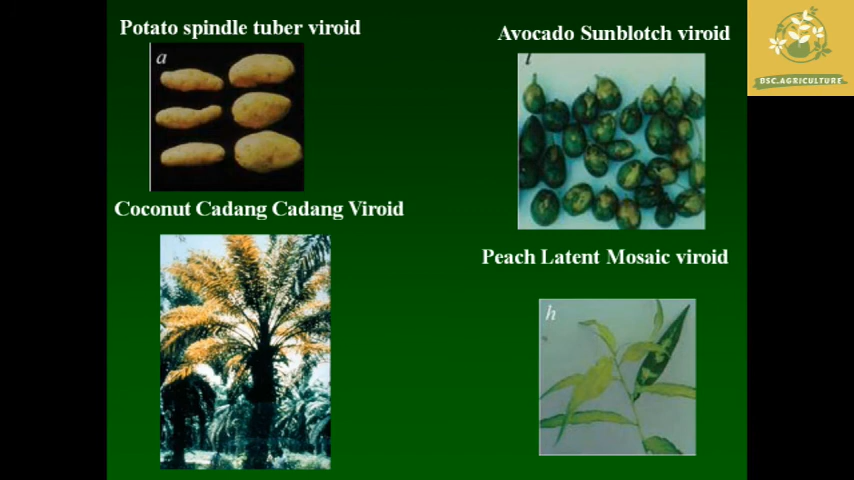 Potato spindle tuber viroid
a
Avocado Sunblotch viroid
BSC.AGRICULTURE
Coconut Cadang Cadang Viroid
Peach Latent Mosaic viroid
h